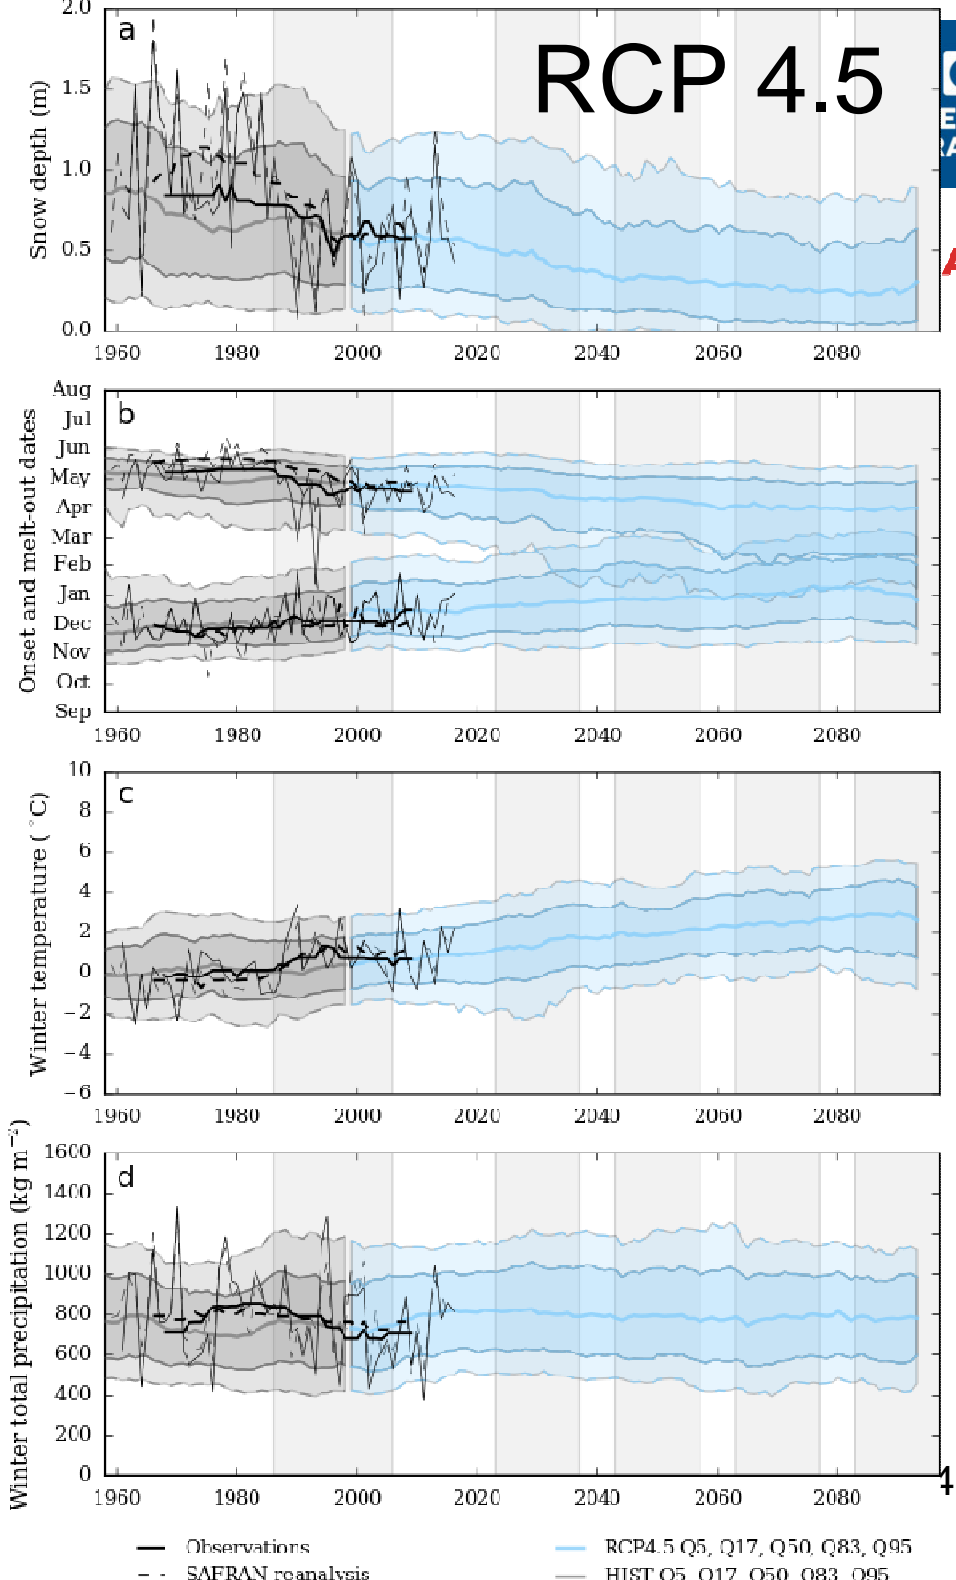 a
RCP 4.5
Snow depth (m)
2.0
1.5
1.0
0.5
0.0
1960 1980 2000 2020 2040 2060 2080
b
Onset and melt-out dates
Aug
Jul
Jun
May
Apr
Mar
Feb
Jan
Dec
Nov
Oct
Sep
1960 1980 2000 2020 2040 2060 2080
c
Winter temperature (°C)
10
8
6
4
2
0
−2
−4
−6
1960 1980 2000 2020 2040 2060 2080
d
Winter total precipitation (kg m⁻²)
1600
1400
1200
1000
800
600
400
200
0
1960 1980 2000 2020 2040 2060 2080
4
Observations
SAFRAN reanalysis
RCP4.5 Q5, Q17, Q50, Q83, Q95
HIST Q5, Q17, Q50, Q83, Q95